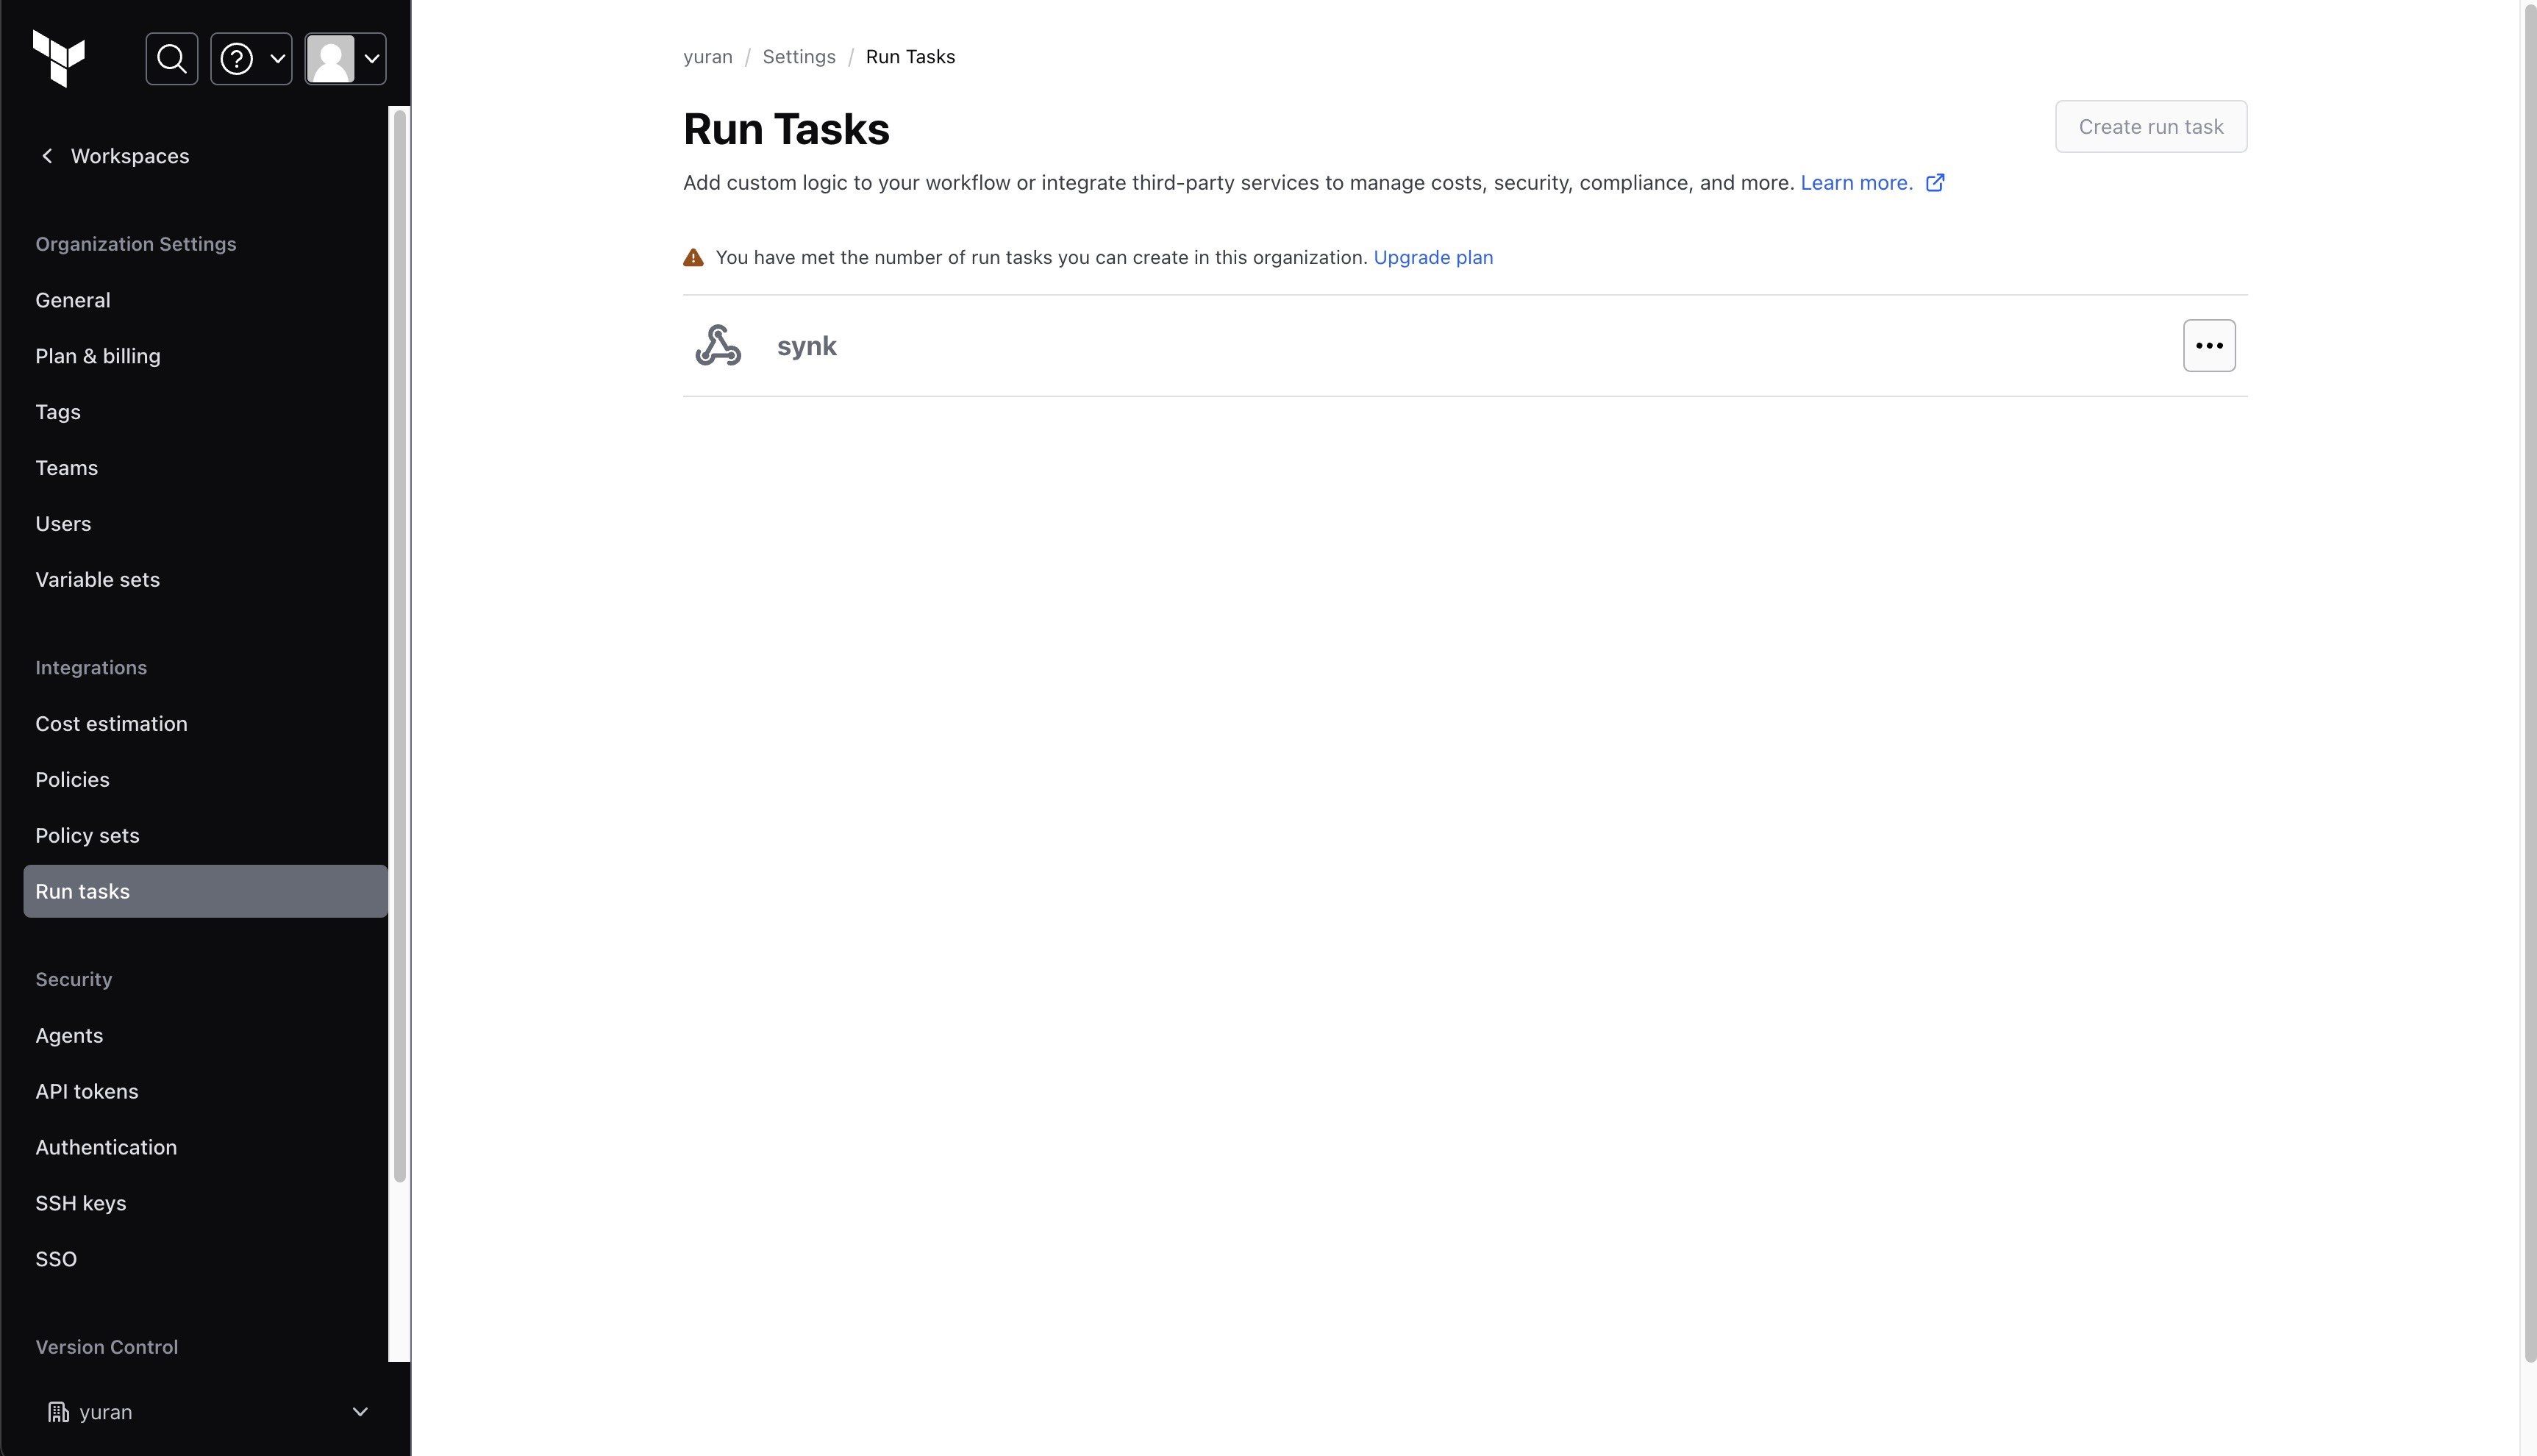 Workspaces
Organization Settings
General
Plan & billing
Tags
Teams
Users
Variable sets
Integrations
Cost estimation
Policies
Policy sets
Run tasks
Security
Agents
API tokens
Authentication
SSH keys
SSO
Version Control
yuran
yuran / Settings / Run Tasks
Run Tasks
Create run task
Add custom logic to your workflow or integrate third-party services to manage costs, security, compliance, and more. Learn more.
You have met the number of run tasks you can create in this organization. Upgrade plan
synk